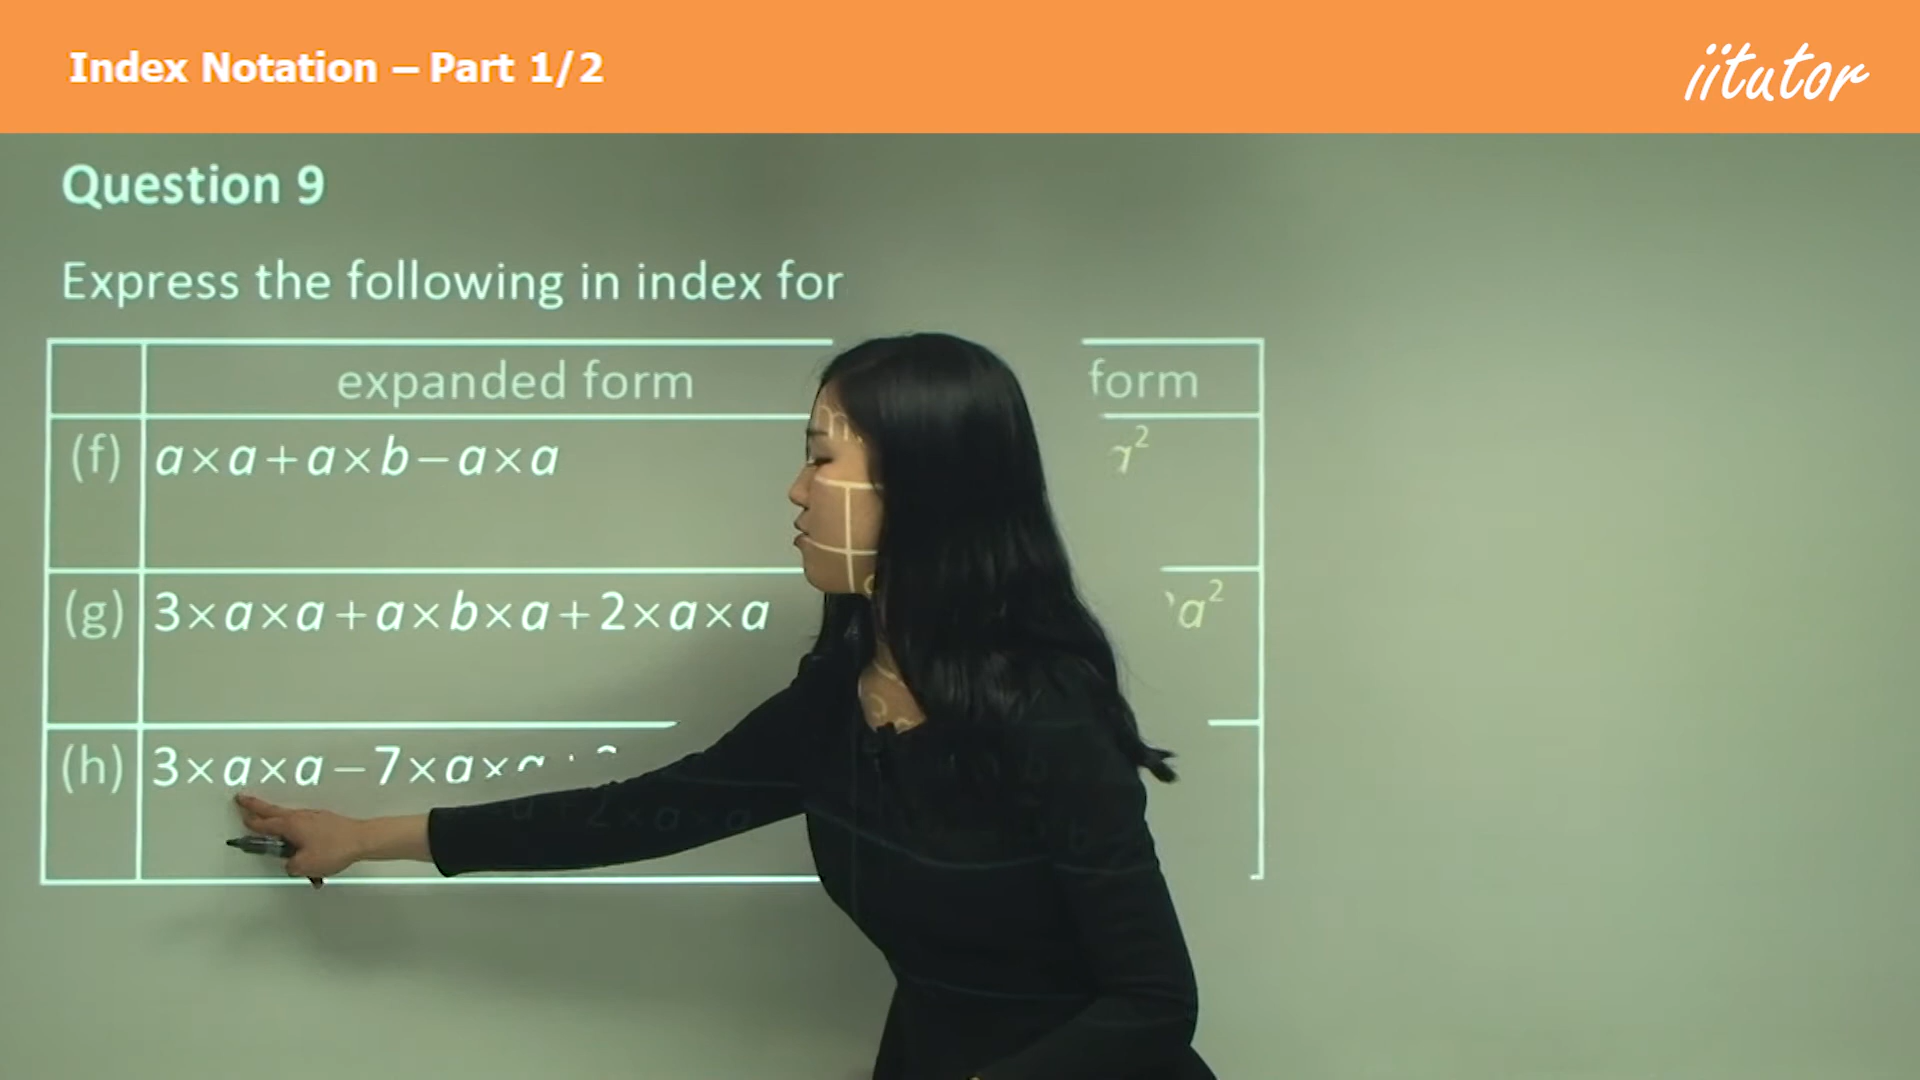 Index Notation – Part 1/2
iitutor
Question 9
Express the following in index for
expanded form form
(f) a×a+a×b−a×a
(g) 3×a×a+a×b×a+2×a×a a²
(h) 3×a×a−7×a×